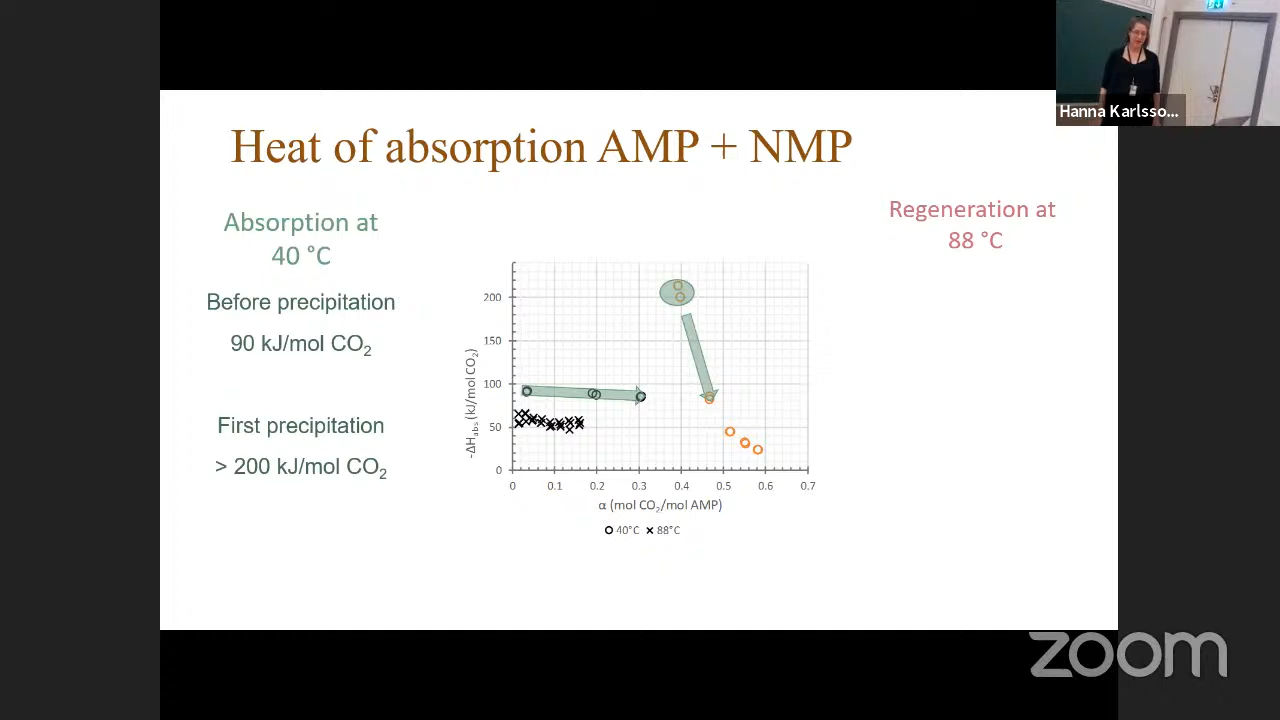 Hanna Karlsso...
Heat of absorption AMP + NMP
Absorption at
40 °C
Before precipitation
90 kJ/mol CO2
First precipitation
> 200 kJ/mol CO2
Regeneration at
88 °C
-ΔHabs (kJ/mol CO2)
200
150
100
50
0
0 0.1 0.2 0.3 0.4 0.5 0.6 0.7
α (mol CO2/mol AMP)
40°C 88°C
zoom